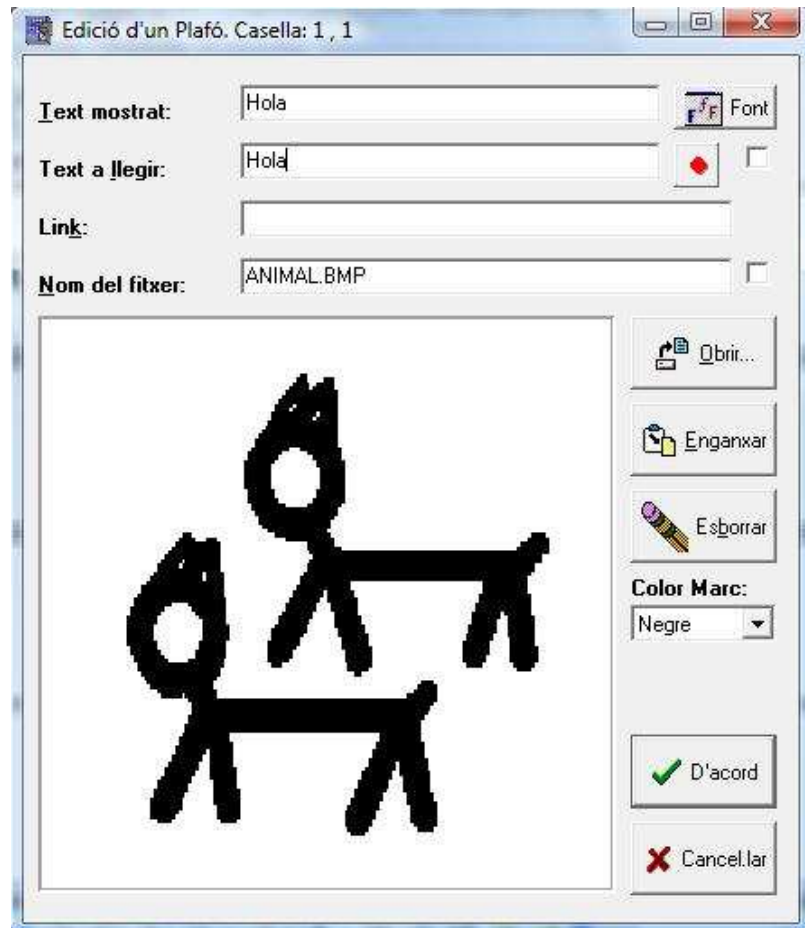 Edició d'un Plafó. Casella: 1 , 1
Text mostrat: Hola Font
Text a llegir: Hola
Link:
Nom del fitxer: ANIMAL.BMP
Obrir...
Enganxar
Esborrar
Color Marc:
Negre
D'acord
Cancel.lar